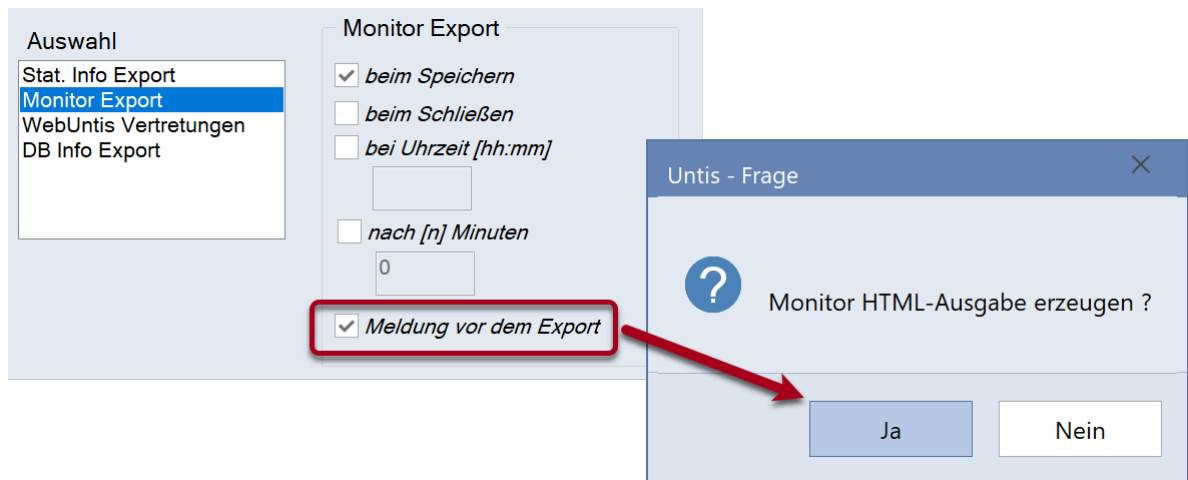 Auswahl
Stat. Info Export
Monitor Export
WebUntis Vertretungen
DB Info Export
Monitor Export
beim Speichern
beim Schließen
bei Uhrzeit [hh:mm]
nach [n] Minuten
0
Meldung vor dem Export
Untis - Frage
?
Monitor HTML-Ausgabe erzeugen ?
Ja
Nein